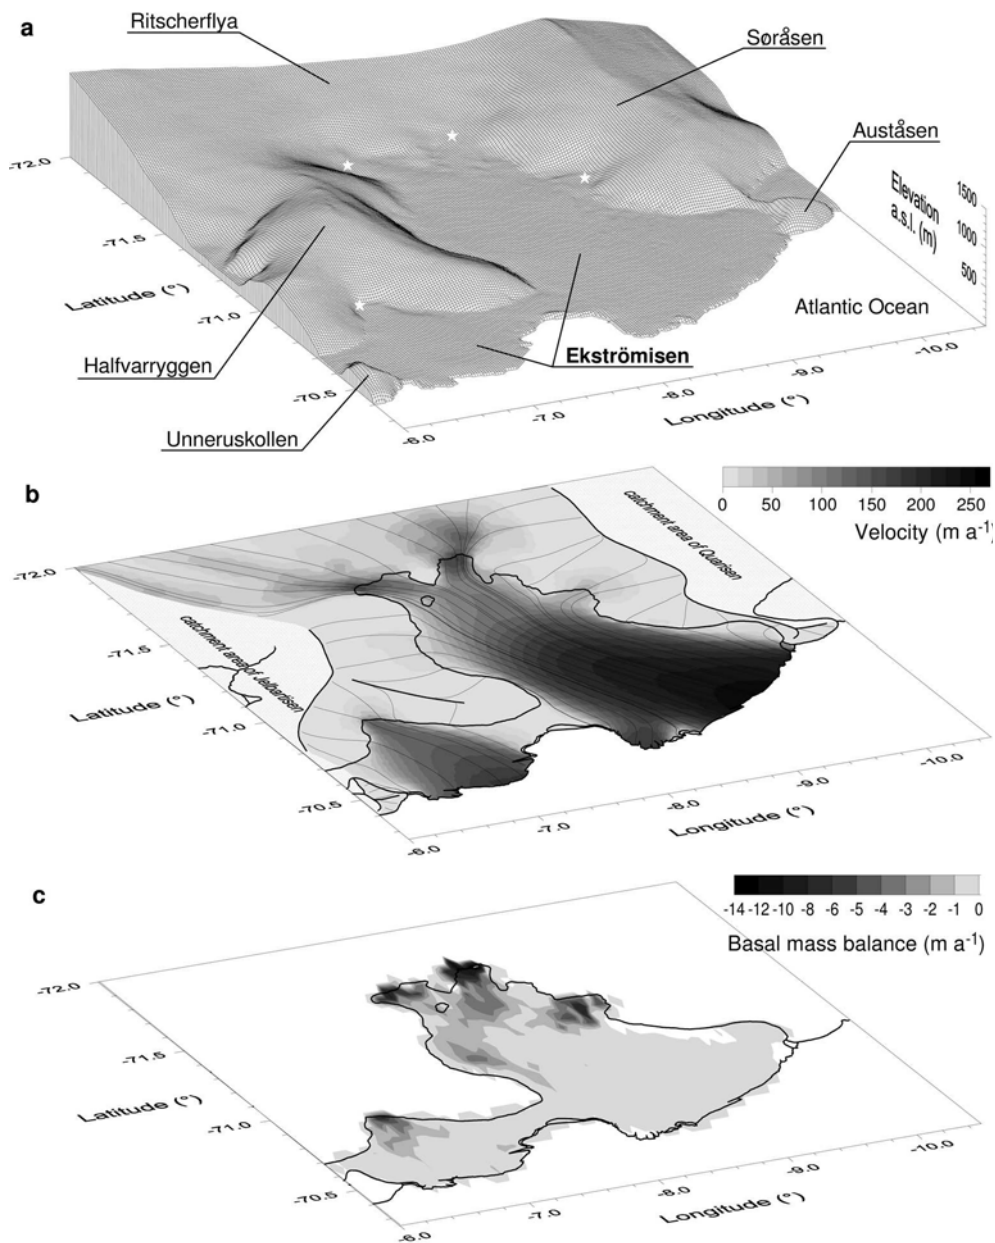 a
Ritscherflya
Søråsen
Auståsen
Elevation
a.s.l. (m)
1500
1000
500
-72.0
-71.5
-71.0
-70.5
Latitude (°)
Atlantic Ocean
Halfvarryggen
Ekströmisen
Unneruskollen
-6.0
-7.0
-8.0
-9.0
-10.0
Longitude (°)
b
0 50 100 150 200 250
Velocity (m a-1)
catchment area of Quarisen
catchment area of Jelbartisen
-72.0
-71.5
-71.0
-70.5
Latitude (°)
-6.0
-7.0
-8.0
-9.0
-10.0
Longitude (°)
c
-14 -12 -10 -8 -6 -5 -4 -3 -2 -1 0
Basal mass balance (m a-1)
-72.0
-71.5
-71.0
-70.5
Latitude (°)
-6.0
-7.0
-8.0
-9.0
-10.0
Longitude (°)